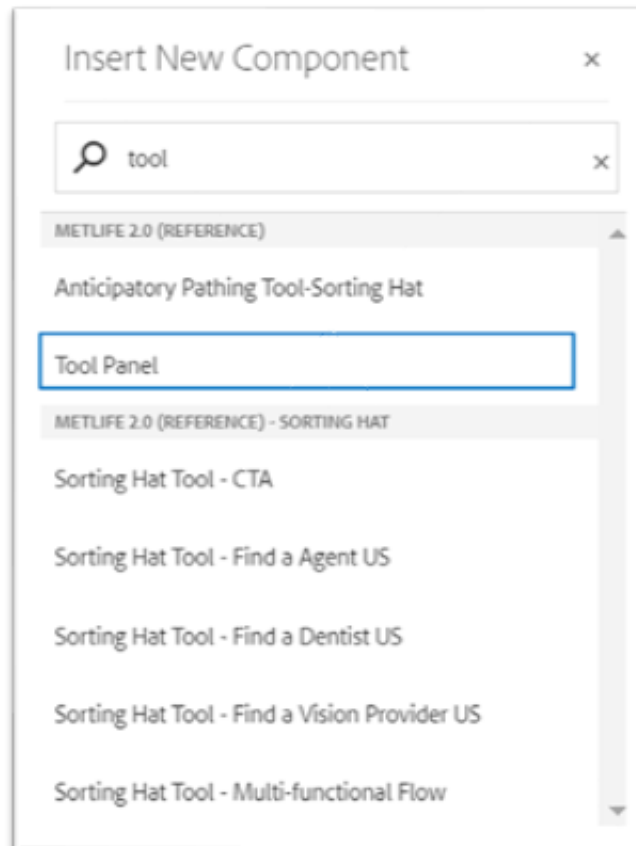 Insert New Component
tool
METLIFE 2.0 (REFERENCE)
Anticipatory Pathing Tool-Sorting Hat
Tool Panel
METLIFE 2.0 (REFERENCE) - SORTING HAT
Sorting Hat Tool - CTA
Sorting Hat Tool - Find a Agent US
Sorting Hat Tool - Find a Dentist US
Sorting Hat Tool - Find a Vision Provider US
Sorting Hat Tool - Multi-functional Flow